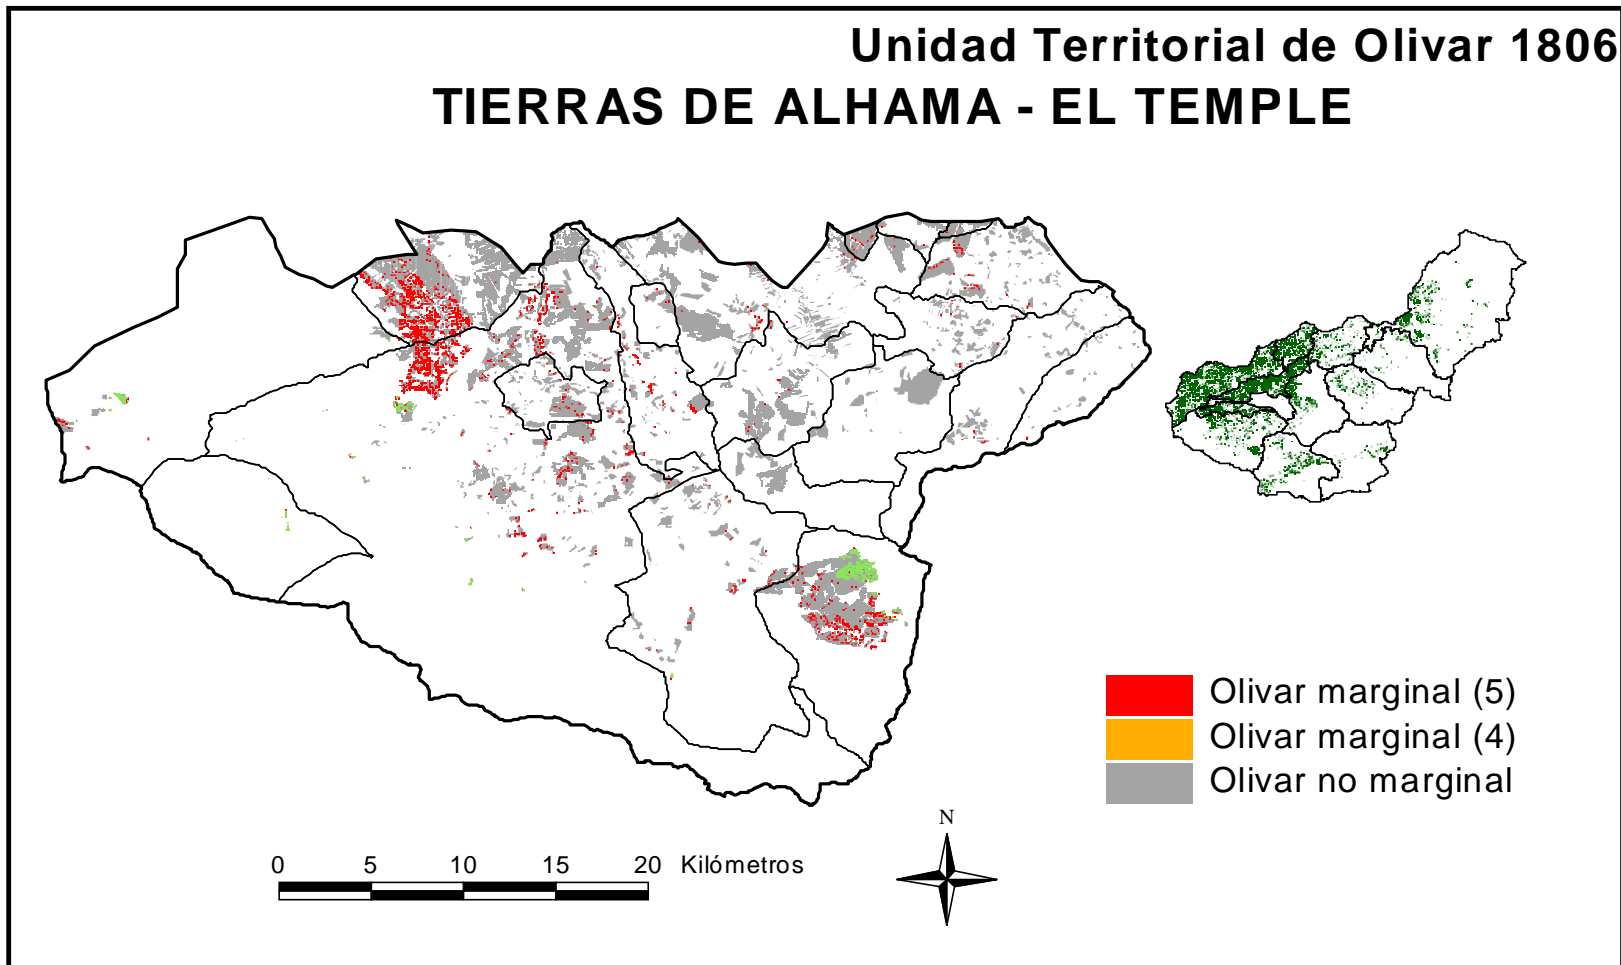 Unidad Territorial de Olivar 1806
TIERRAS DE ALHAMA - EL TEMPLE
Olivar marginal (5)
Olivar marginal (4)
Olivar no marginal
N
0 5 10 15 20 Kilómetros